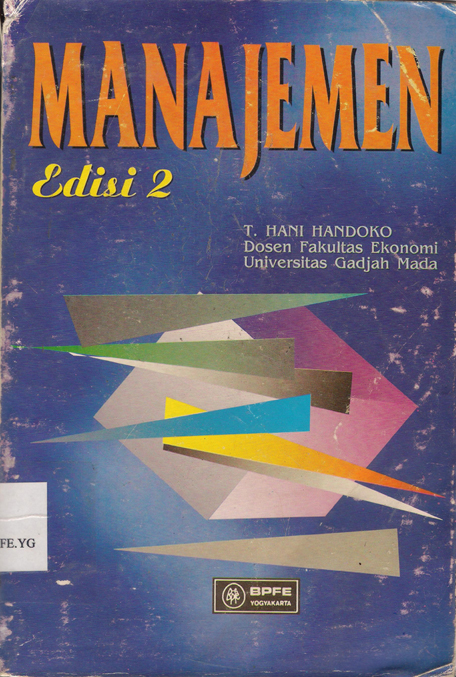 MANAJEMEN
Edisi 2
T. HANI HANDOKO
Dosen Fakultas Ekonomi
Universitas Gadjah Mada
FE.YG
BPFE
YOGYAKARTA